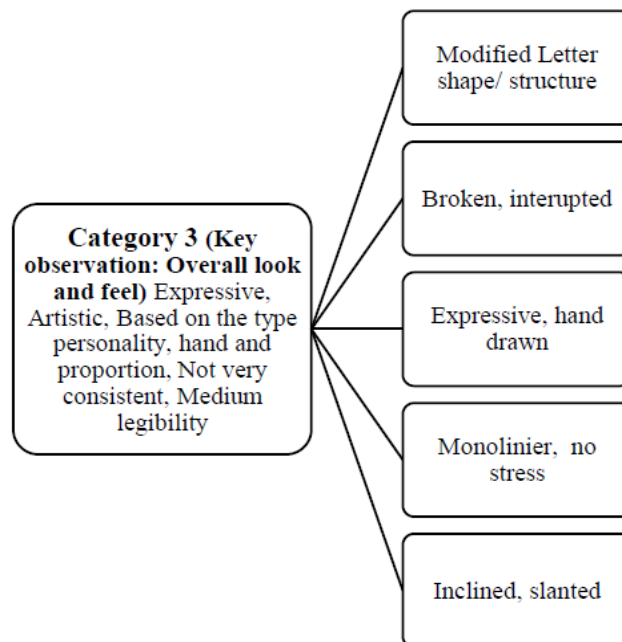 Category 3 (Key
observation: Overall look
and feel) Expressive,
Artistic, Based on the type
personality, hand and
proportion, Not very
consistent, Medium
legibility
Modified Letter
shape/ structure
Broken, interupted
Expressive, hand
drawn
Monolinier, no
stress
Inclined, slanted